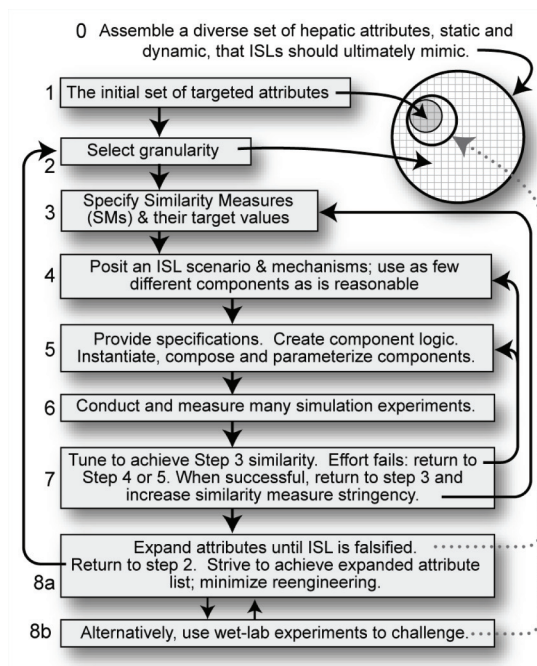 0 Assemble a diverse set of hepatic attributes, static and
dynamic, that ISLs should ultimately mimic.
1 The initial set of targeted attributes
2 Select granularity
3 Specify Similarity Measures
(SMs) & their target values
4 Posit an ISL scenario & mechanisms; use as few
different components as is reasonable
5 Provide specifications. Create component logic.
Instantiate, compose and parameterize components.
6 Conduct and measure many simulation experiments.
7 Tune to achieve Step 3 similarity. Effort fails: return to
Step 4 or 5. When successful, return to step 3 and
increase similarity measure stringency.
8a Expand attributes until ISL is falsified.
Return to step 2. Strive to achieve expanded attribute
list; minimize reengineering.
8b Alternatively, use wet-lab experiments to challenge.